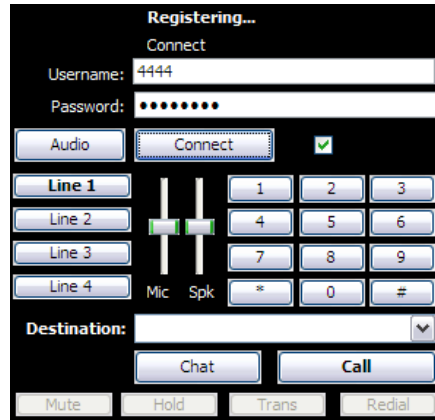 Registering...
Connect
Username: 4444
Password: ••••••••
Audio Connect
Line 1 1 2 3
Line 2 4 5 6
Line 3 7 8 9
Line 4 Mic Spk * 0 #
Destination:
Chat Call
Mute Hold Trans Redial